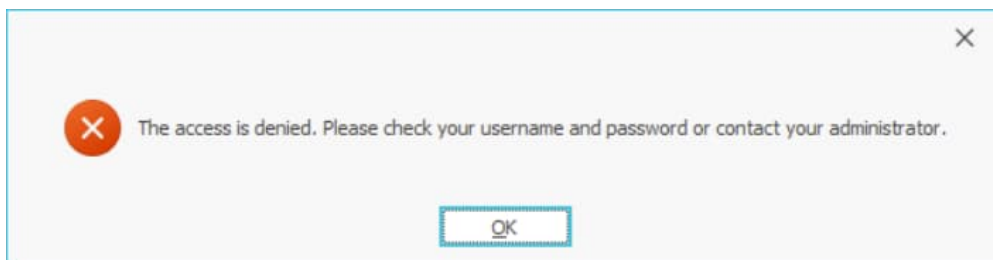 The access is denied. Please check your username and password or contact your administrator.
OK